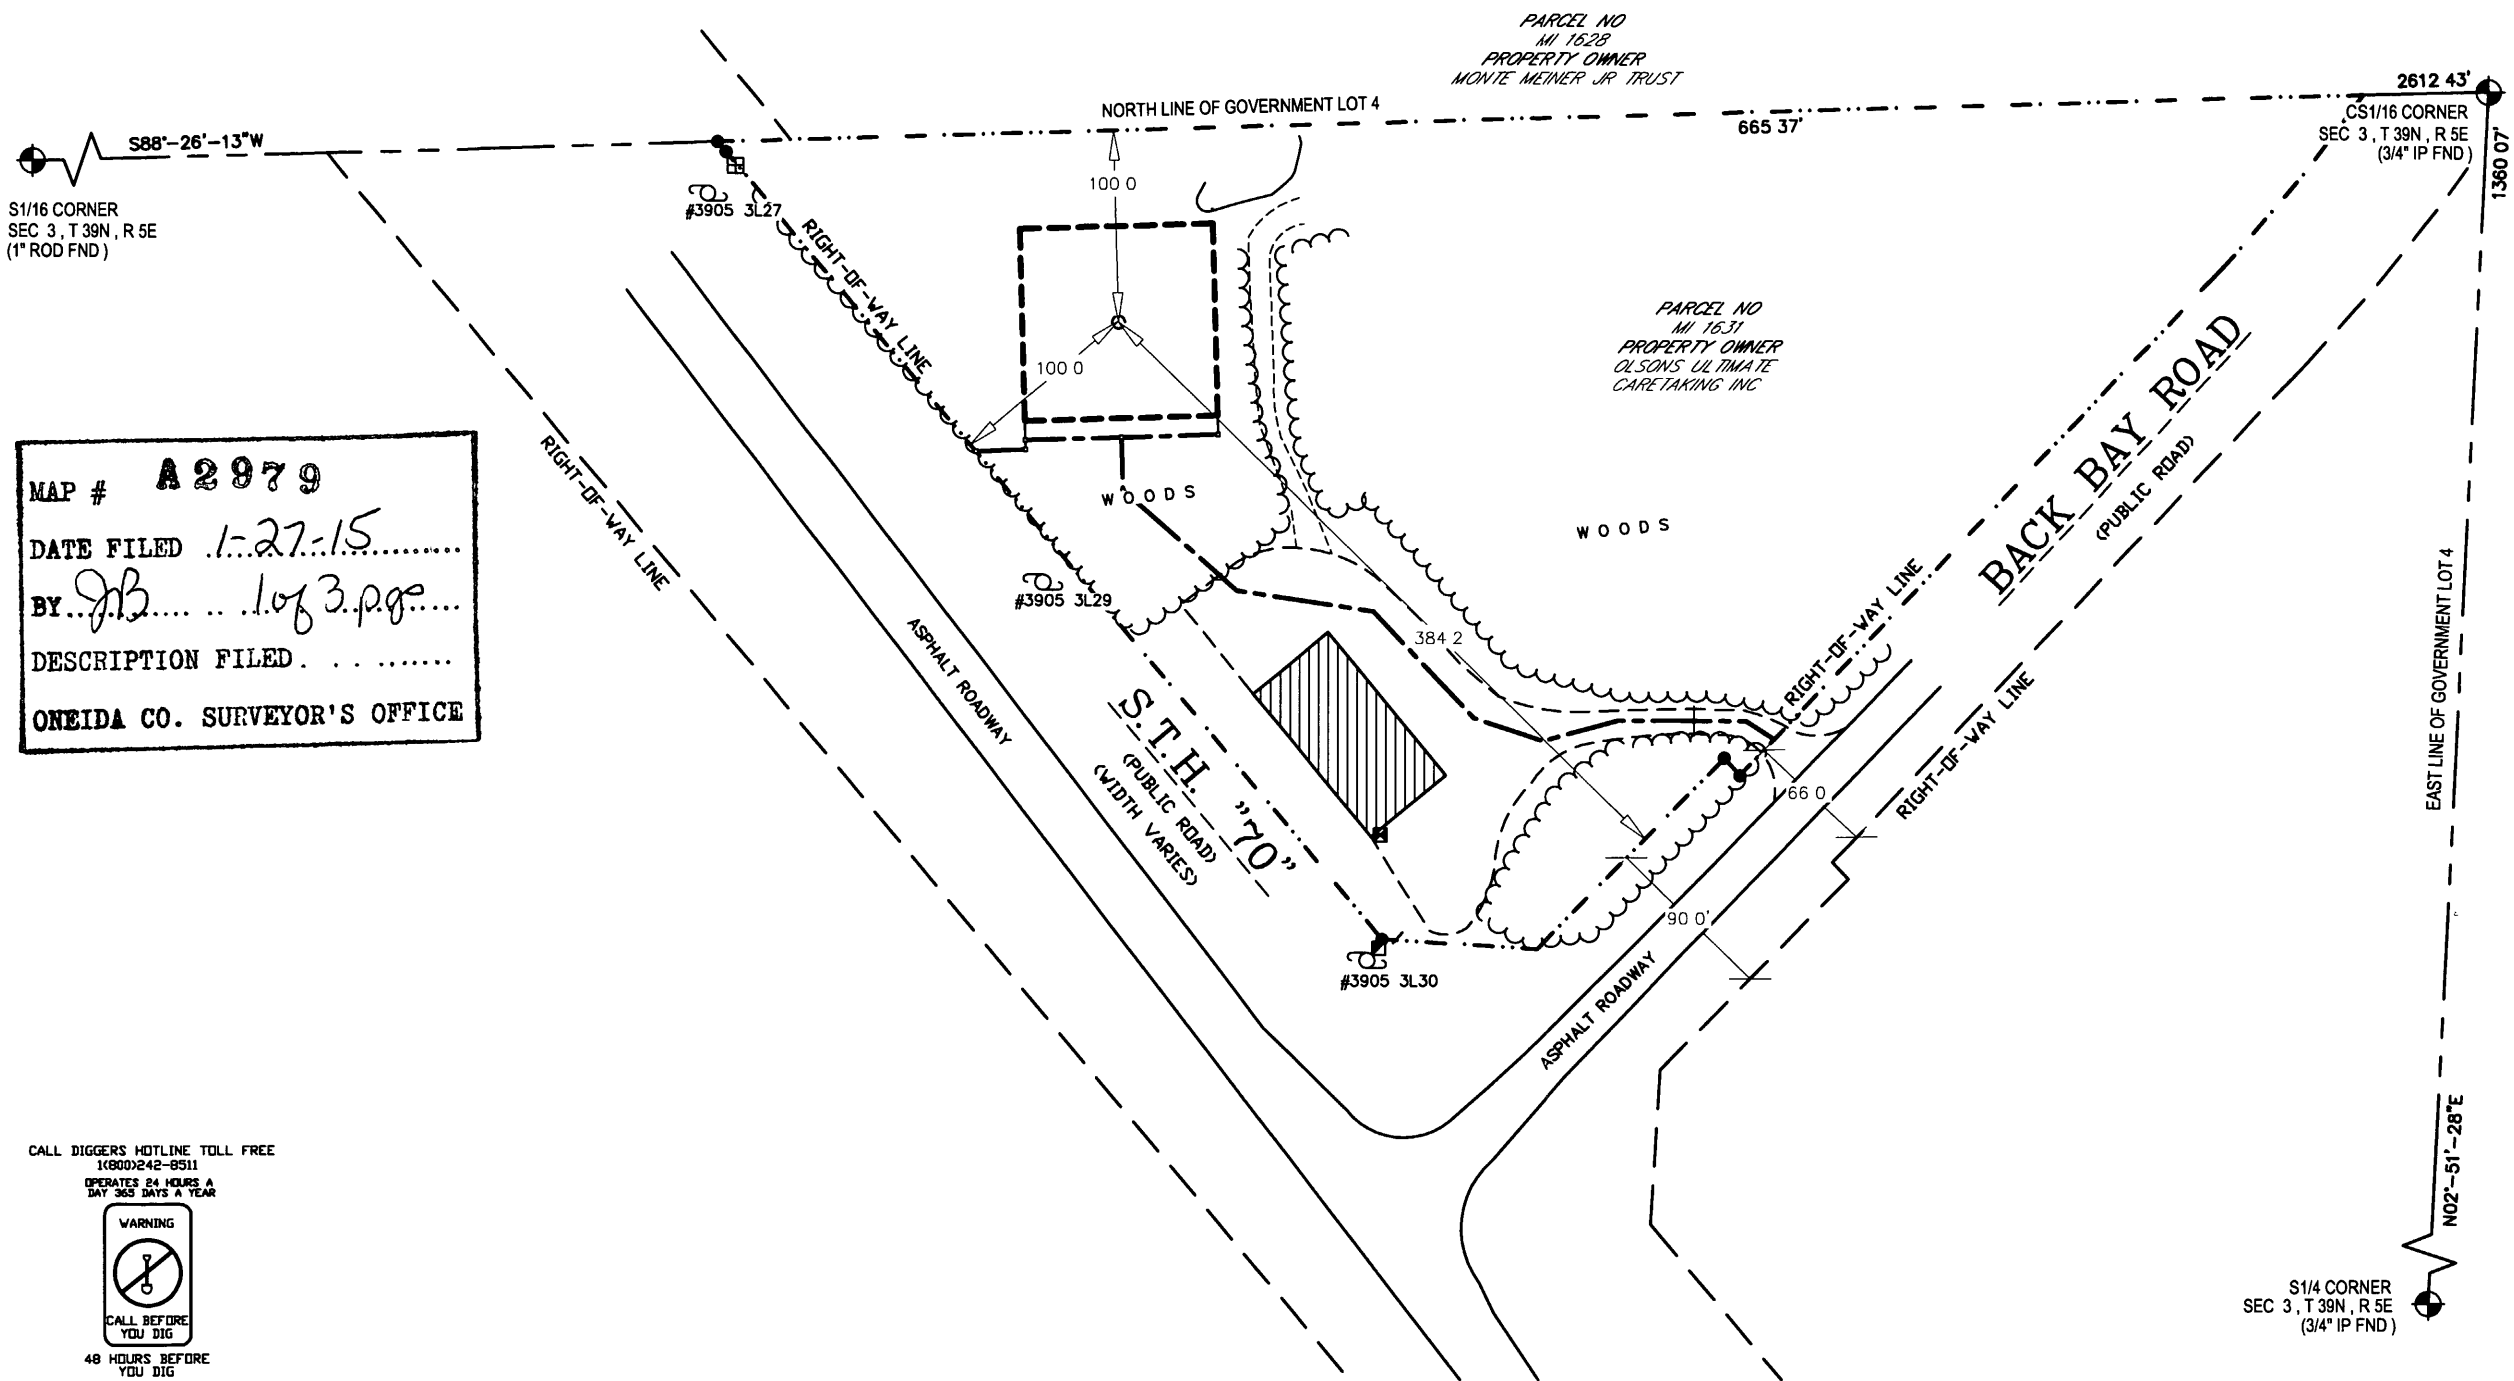 PARCEL NO
MI 1628
PROPERTY OWNER
MONTE MEINER JR TRUST
2612 43'
NORTH LINE OF GOVERNMENT LOT 4
665 37'
CS1/16 CORNER
SEC 3, T 39N, R 5E
(3/4" IP FND)
1360 07'
S88°-26'-13"W
S1/16 CORNER
SEC 3, T 39N, R 5E
(1" ROD FND)
#3905 3L27
100 0
RIGHT-OF-WAY LINE
100 0
PARCEL NO
MI 1631
PROPERTY OWNER
OLSONS ULTIMATE
CARETAKING INC
BACK BAY ROAD
(PUBLIC ROAD)
RIGHT-OF-WAY LINE
MAP # A2979
DATE FILED 1-27-15
BY JB 1 of 3 pgs
DESCRIPTION FILED
ONEIDA CO. SURVEYOR'S OFFICE
WOODS
WOODS
#3905 3L29
ASPHALT ROADWAY
384 2
RIGHT-OF-WAY LINE
RIGHT-OF-WAY LINE
EAST LINE OF GOVERNMENT LOT 4
S.T.H. "70"
(PUBLIC ROAD)
(WIDTH VARIES)
66 0
90 0'
#3905 3L30
ASPHALT ROADWAY
N02°-51'-28"E
S1/4 CORNER
SEC 3, T 39N, R 5E
(3/4" IP FND)
CALL DIGGERS HOTLINE TOLL FREE
1(800)242-8511
OPERATES 24 HOURS A
DAY 365 DAYS A YEAR
WARNING
CALL BEFORE
YOU DIG
48 HOURS BEFORE
YOU DIG